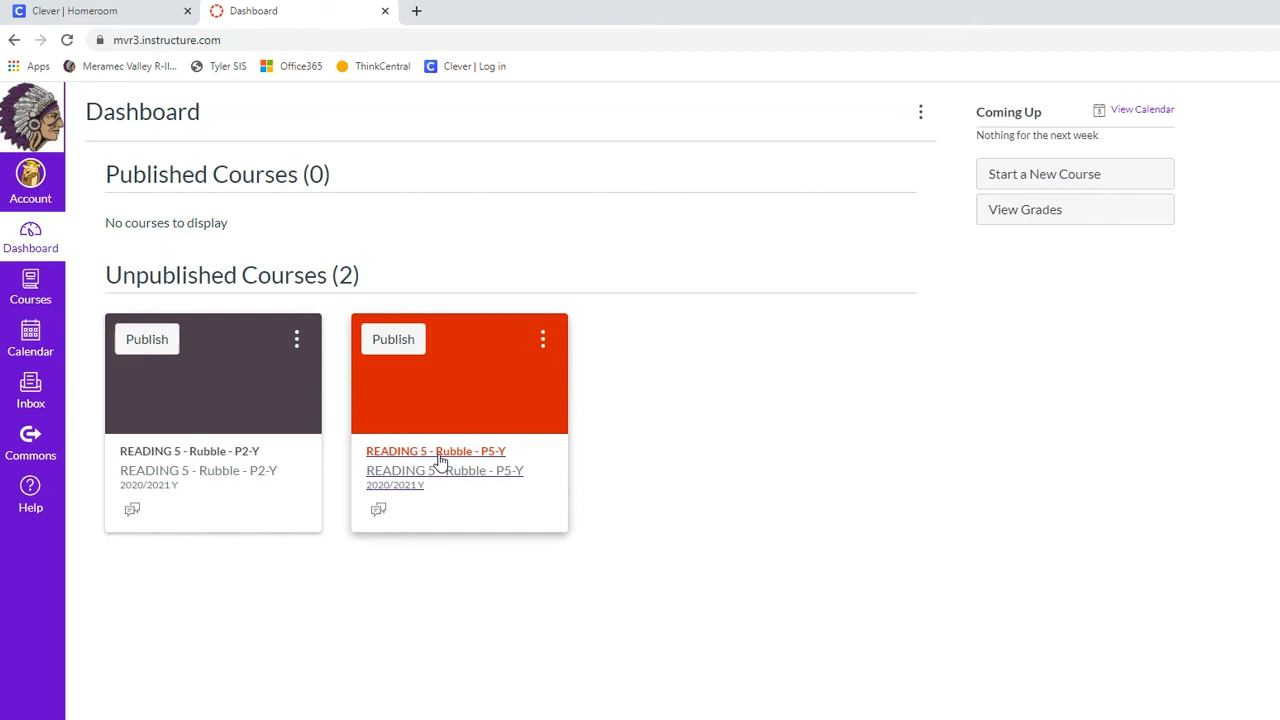 Clever | Homeroom
Dashboard
mvr3.instructure.com
Apps
Meramec Valley R-II...
Tyler SIS
Office365
ThinkCentral
Clever | Log in
Account
Dashboard
Courses
Calendar
Inbox
Commons
Help
Dashboard
Published Courses (0)
No courses to display
Unpublished Courses (2)
Publish
READING 5 - Rubble - P2-Y
READING 5 - Rubble - P2-Y
2020/2021 Y
Publish
READING 5 - Rubble - P5-Y
READING 5 - Rubble - P5-Y
2020/2021 Y
Coming Up
3
View Calendar
Nothing for the next week
Start a New Course
View Grades